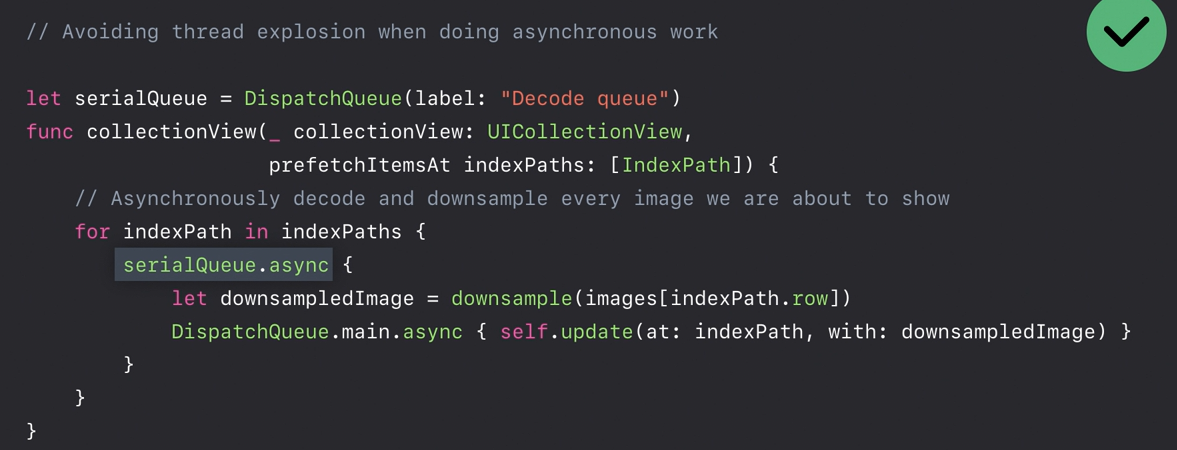 // Avoiding thread explosion when doing asynchronous work
let serialQueue = DispatchQueue(label: "Decode queue")
func collectionView(_ collectionView: UICollectionView,
prefetchItemsAt indexPaths: [IndexPath]) {
// Asynchronously decode and downsample every image we are about to show
for indexPath in indexPaths {
serialQueue.async {
let downsampledImage = downsample(images[indexPath.row])
DispatchQueue.main.async { self.update(at: indexPath, with: downsampledImage) }
}
}
}